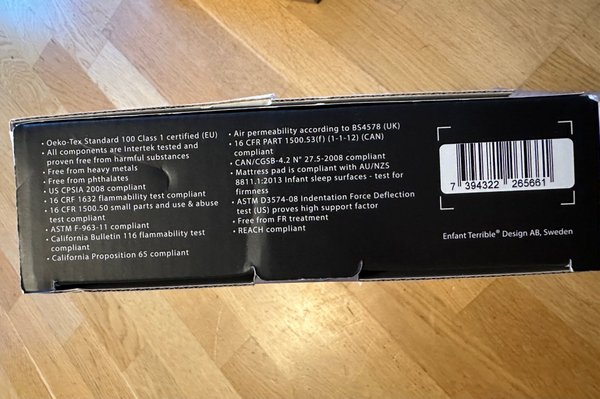 • Oeko-Tex Standard 100 Class 1 certified (EU)
• All components are Intertek tested and
proven free from harmful substances
• Free from heavy metals
• Free from phthalates
• US CPSIA 2008 compliant
• 16 CRF 1632 flammability test compliant
• 16 CFR 1500.50 small parts and use & abuse
test compliant
• ASTM F-963-11 compliant
• California Bulletin 116 flammability test
compliant
• California Proposition 65 compliant
• Air permeability according to BS4578 (UK)
• 16 CFR PART 1500.53(f) (1-1-12) (CAN)
compliant
• CAN/CGSB-4.2 N° 27.5-2008 compliant
• Mattress pad is compliant with AU/NZS
8811.1:2013 Infant sleep surfaces - test for
firmness
• ASTM D3574-08 Indentation Force Deflection
test (US) proves high support factor
• Free from FR treatment
• REACH compliant
7 394322 265661
Enfant Terrible® Design AB, Sweden